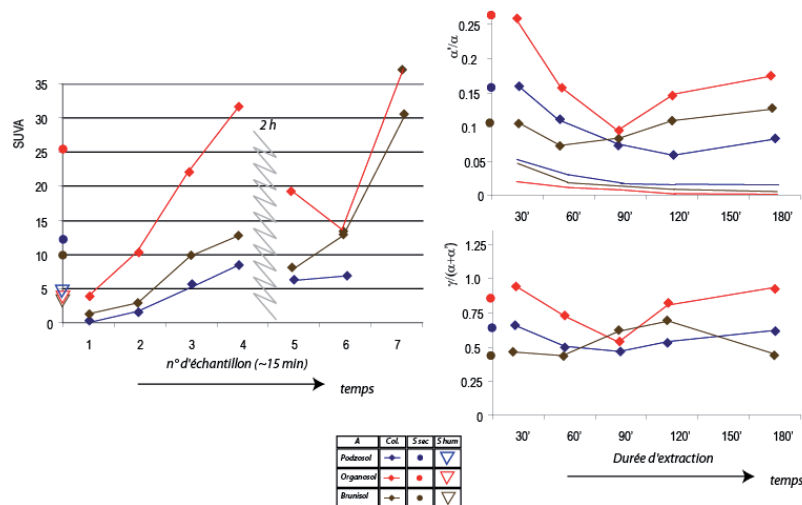 SUVA
35
30
25
20
15
10
5
0
2 h
1 2 3 4 5 6 7
n° d'échantillon (~15 min)
temps
α'/α
0.25
0.2
0.15
0.1
0.05
0
30' 60' 90' 120' 150' 180'
γ/(α+α')
1.25
1.0
0.75
0.5
0.25
0
30' 60' 90' 120' 150' 180'
Durée d'extraction
temps
A Col. S sec S hum
Podzosol
Organosol
Brunisol